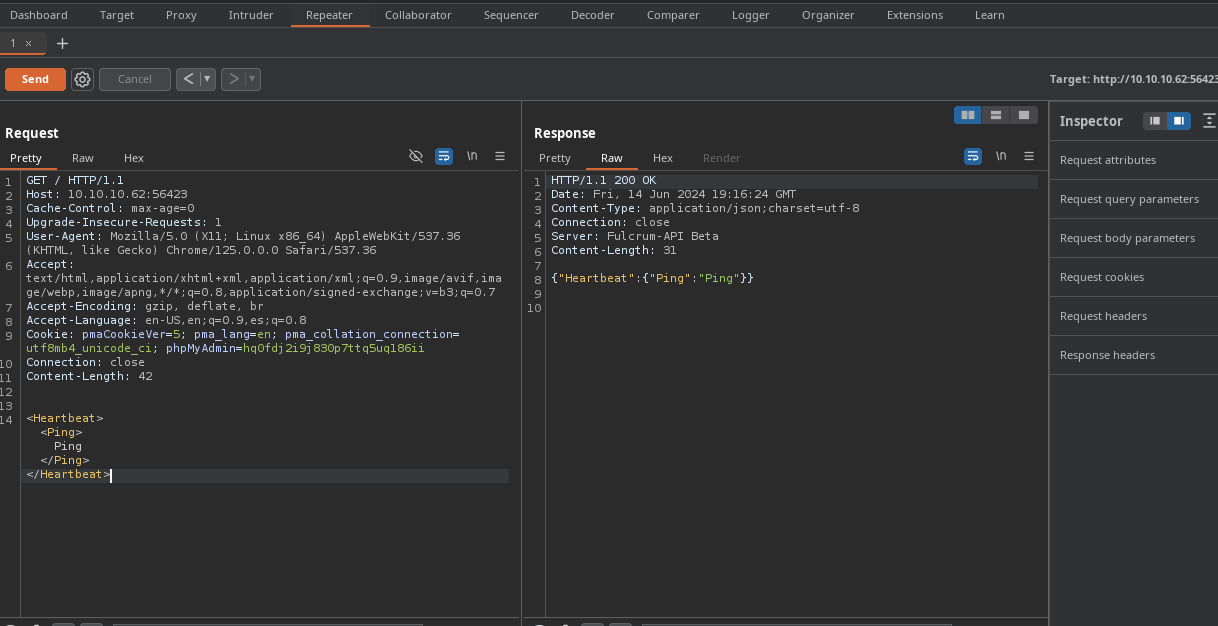 Dashboard Target Proxy Intruder Repeater Collaborator Sequencer Decoder Comparer Logger Organizer Extensions Learn
1 × +
Send Cancel < > Target: http://10.10.10.62:56423
Request
Pretty Raw Hex \n
1 GET / HTTP/1.1
2 Host: 10.10.10.62:56423
3 Cache-Control: max-age=0
4 Upgrade-Insecure-Requests: 1
5 User-Agent: Mozilla/5.0 (X11; Linux x86_64) AppleWebKit/537.36
(KHTML, like Gecko) Chrome/125.0.0.0 Safari/537.36
6 Accept:
text/html,application/xhtml+xml,application/xml;q=0.9,image/avif,ima
ge/webp,image/apng,*/*;q=0.8,application/signed-exchange;v=b3;q=0.7
7 Accept-Encoding: gzip, deflate, br
8 Accept-Language: en-US,en;q=0.9,es;q=0.8
9 Cookie: pmaCookieVer=5; pma_lang=en; pma_collation_connection=
utf8mb4_unicode_ci; phpMyAdmin=hq0fdj2i9j830p7ttq5uq186ii
10 Connection: close
11 Content-Length: 42
12
13
14 <Heartbeat>
<Ping>
Ping
</Ping>
</Heartbeat>
Response
Pretty Raw Hex Render \n
1 HTTP/1.1 200 OK
2 Date: Fri, 14 Jun 2024 19:16:24 GMT
3 Content-Type: application/json;charset=utf-8
4 Connection: close
5 Server: Fulcrum-API Beta
6 Content-Length: 31
7
8 {"Heartbeat":{"Ping":"Ping"}}
9
10
Inspector
Request attributes
Request query parameters
Request body parameters
Request cookies
Request headers
Response headers